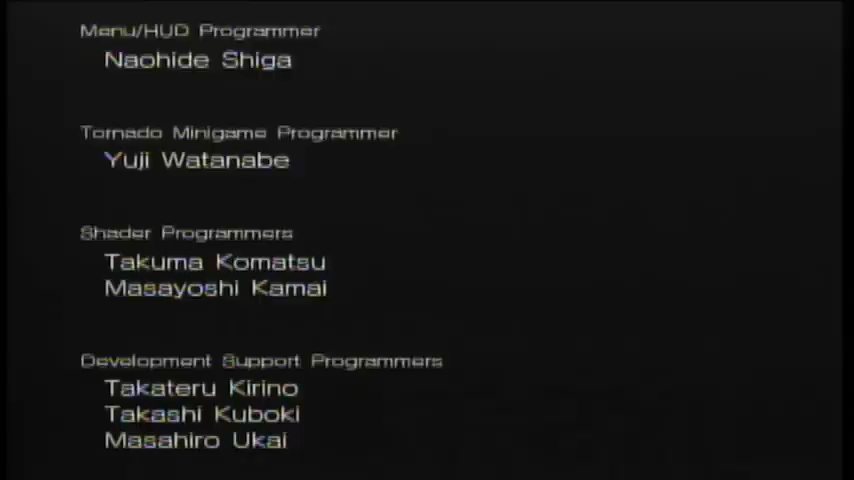 Menu/HUD Programmer
Naohide Shiga
Tornado Minigame Programmer
Yuji Watanabe
Shader Programmers
Takuma Komatsu
Masayoshi Kamai
Development Support Programmers
Takateru Kirino
Takashi Kuboki
Masahiro Ukai